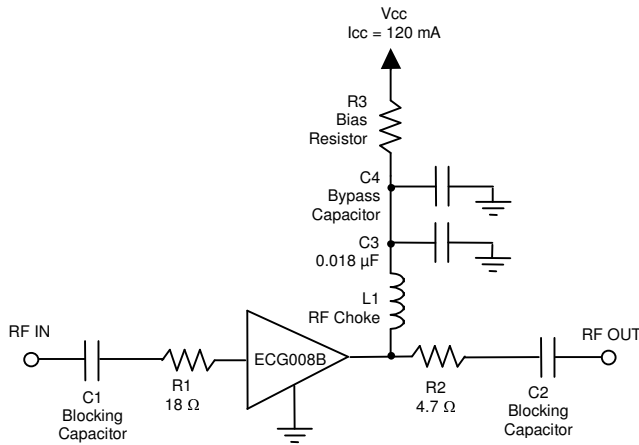 Vcc
Icc = 120 mA
R3
Bias
Resistor
C4
Bypass
Capacitor
C3
0.018 µF
L1
RF Choke
RF IN
ECG008B
RF OUT
C1
Blocking
Capacitor
R1
18 Ω
R2
4.7 Ω
C2
Blocking
Capacitor